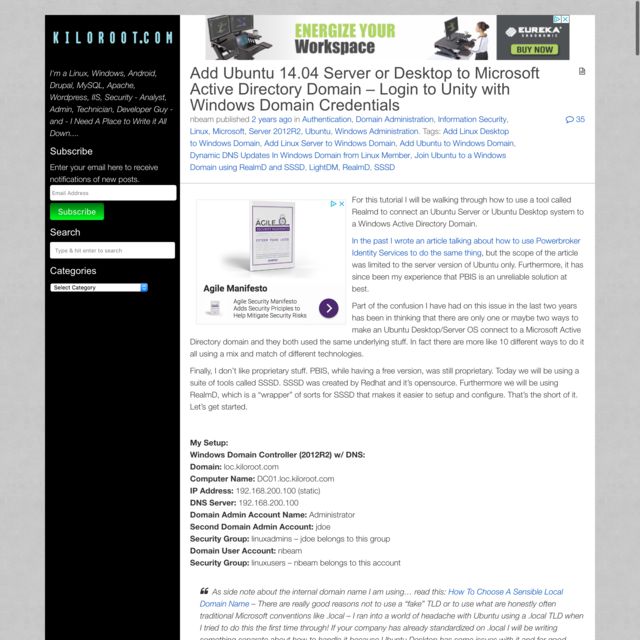 KILOROOT.COM
I'm a Linux, Windows, Android,
Drupal, MySQL, Apache,
Wordpress, IIS, Security - Analyst,
Admin, Technician, Developer Guy -
and - I Need A Place to Write it All
Down....
Subscribe
Enter your email here to receive
notifications of new posts.
Email Address
Subscribe
Search
Type & hit enter to search
Categories
Select Category
ENERGIZE YOUR
Workspace
EUREKA
ERGONOMIC
BUY NOW
Add Ubuntu 14.04 Server or Desktop to Microsoft
Active Directory Domain – Login to Unity with
Windows Domain Credentials
nbeam published 2 years ago in Authentication, Domain Administration, Information Security,
Linux, Microsoft, Server 2012R2, Ubuntu, Windows Administration. Tags: Add Linux Desktop
to Windows Domain, Add Linux Server to Windows Domain, Add Ubuntu to Windows Domain,
Dynamic DNS Updates In Windows Domain from Linux Member, Join Ubuntu to a Windows
Domain using RealmD and SSSD, LightDM, RealmD, SSSD
35
AGILE
Agile Manifesto
Agile Security Manifesto
Adds Security Priciples to
Help Mitigate Security Risks
For this tutorial I will be walking through how to use a tool called
Realmd to connect an Ubuntu Server or Ubuntu Desktop system to
a Windows Active Directory Domain.
In the past I wrote an article talking about how to use Powerbroker
Identity Services to do the same thing, but the scope of the article
was limited to the server version of Ubuntu only. Furthermore, it has
since been my experience that PBIS is an unreliable solution at
best.
Part of the confusion I have had on this issue in the last two years
has been in thinking that there are only one or maybe two ways to
make an Ubuntu Desktop/Server OS connect to a Microsoft Active
Directory domain and they both used the same underlying stuff. In fact there are more like 10 different ways to do it
all using a mix and match of different technologies.
Finally, I don't like proprietary stuff. PBIS, while having a free version, was still proprietary. Today we will be using a
suite of tools called SSSD. SSSD was created by Redhat and it's opensource. Furthermore we will be using
RealmD, which is a "wrapper" of sorts for SSSD that makes it easier to setup and configure. That's the short of it.
Let's get started.
My Setup:
Windows Domain Controller (2012R2) w/ DNS:
Domain: loc.kiloroot.com
Computer Name: DC01.loc.kiloroot.com
IP Address: 192.168.200.100 (static)
DNS Server: 192.168.200.100
Domain Admin Account Name: Administrator
Second Domain Admin Account: jdoe
Security Group: linuxadmins – jdoe belongs to this group
Domain User Account: nbeam
Security Group: linuxusers – nbeam belongs to this account
As side note about the internal domain name I am using... read this: How To Choose A Sensible Local
Domain Name – There are really good reasons not to use a "fake" TLD or to use what are honestly often
traditional Microsoft conventions like .local – I ran into a world of headache with Ubuntu using a .local TLD when
I tried to do this the first time through! If your company has already standardized on .local I will be writing